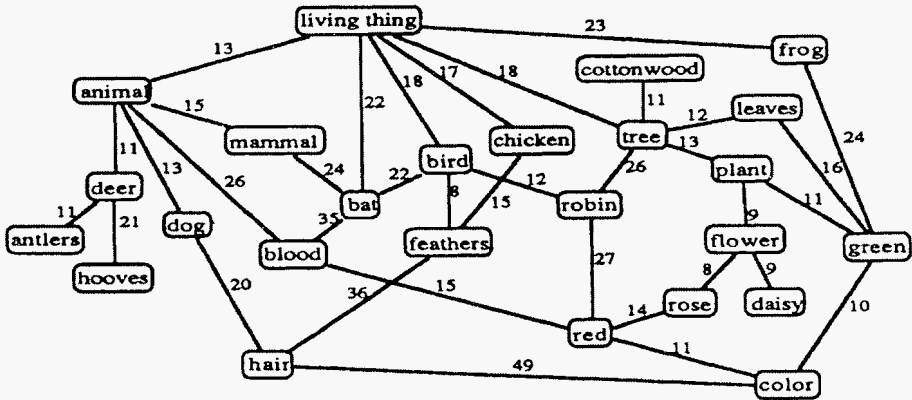 living thing
23
frog
13
cottonwood
animal
18
17
18
15
22
11
12
leaves
mammal
chicken
tree
24
11
13
24
bird
26
13
plant
16
deer
26
22
8
15
12
11
11
21
bat
robin
9
antlers
dog
35
blood
feathers
flower
green
hooves
27
8
9
20
36
15
rose
daisy
10
14
red
hair
49
11
color